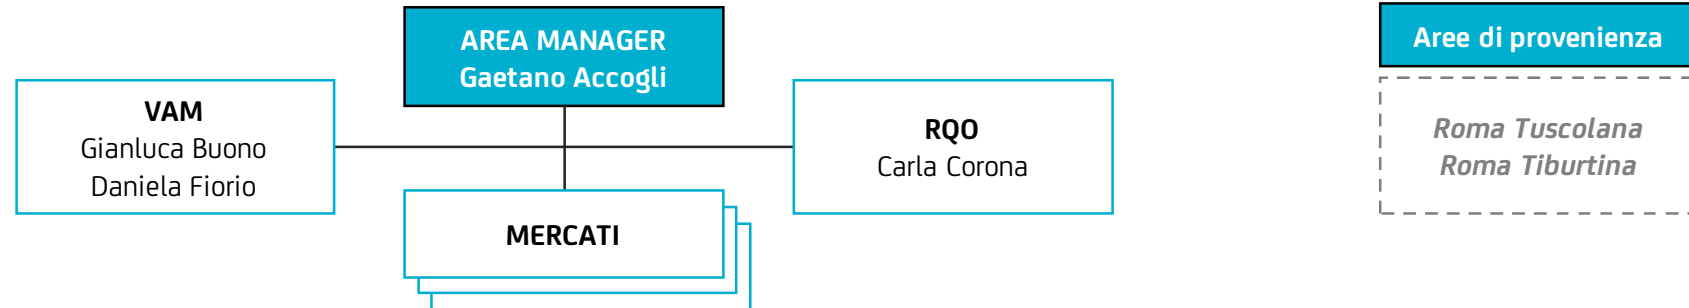 AREA MANAGER
Gaetano Accogli
VAM
Gianluca Buono
Daniela Fiorio
RQO
Carla Corona
MERCATI
Aree di provenienza
Roma Tuscolana
Roma Tiburtina